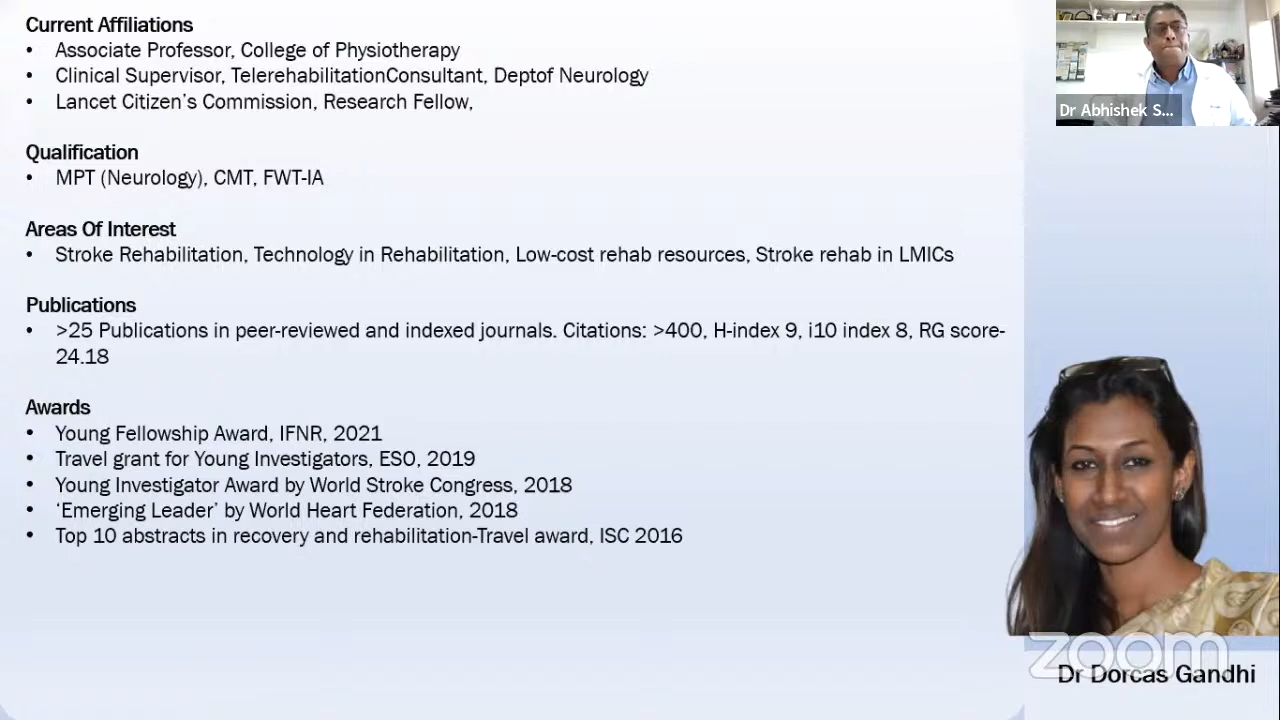 Current Affiliations
• Associate Professor, College of Physiotherapy
• Clinical Supervisor, TelerehabilitationConsultant, Deptof Neurology
• Lancet Citizen's Commission, Research Fellow,
Qualification
• MPT (Neurology), CMT, FWT-IA
Areas Of Interest
• Stroke Rehabilitation, Technology in Rehabilitation, Low-cost rehab resources, Stroke rehab in LMICs
Publications
• >25 Publications in peer-reviewed and indexed journals. Citations: >400, H-index 9, i10 index 8, RG score-
24.18
Awards
• Young Fellowship Award, IFNR, 2021
• Travel grant for Young Investigators, ESO, 2019
• Young Investigator Award by World Stroke Congress, 2018
• ‘Emerging Leader’ by World Heart Federation, 2018
• Top 10 abstracts in recovery and rehabilitation-Travel award, ISC 2016
Dr Abhishek S...
zoom
Dr Dorcas Gandhi